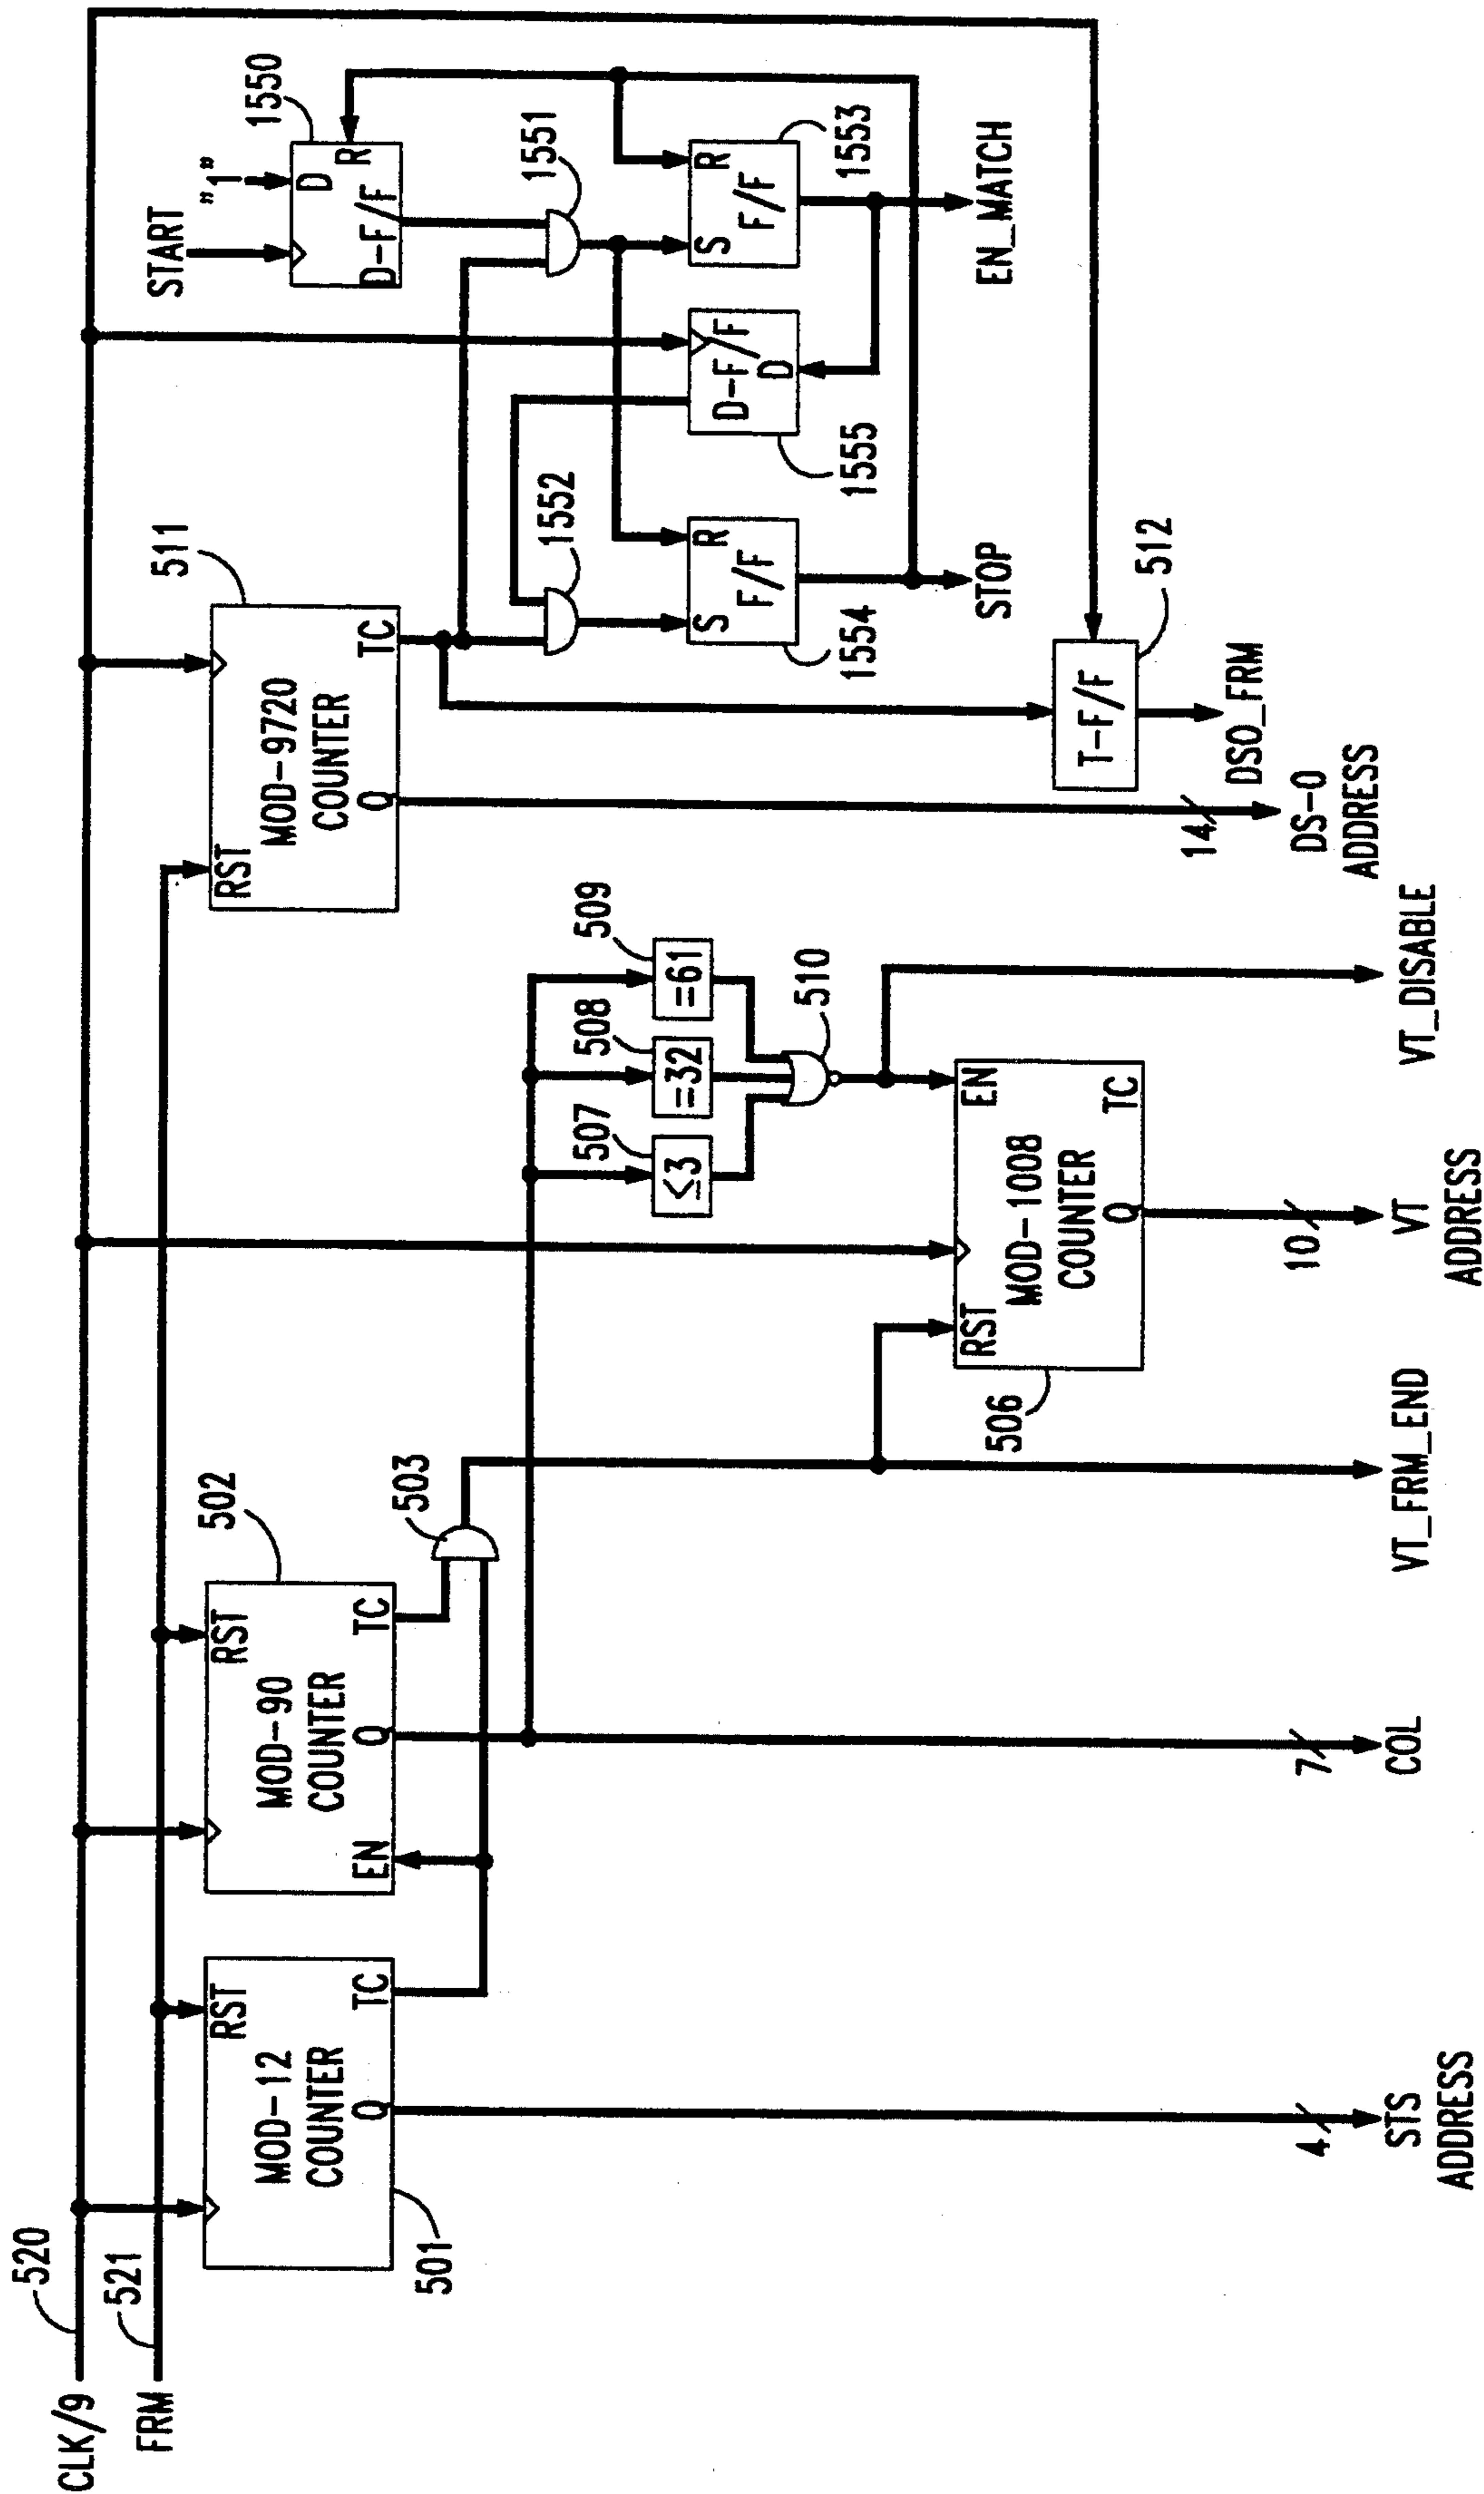 520
CLK/9
521
FRM
MOD-12
COUNTER
RST
Q
TC
501
MOD-90
COUNTER
RST
EN
Q
TC
502
503
MOD-1008
COUNTER
RST
EN
Q
TC
506
≤3
507
=32
508
=61
509
510
RST
MOD-9720
COUNTER
Q
TC
511
START
"1"
D
R
D-F/F
1550
1551
1552
S
R
F/F
1553
S
R
F/F
1554
D-F/F
D
1555
T-F/F
512
4
STS
ADDRESS
7
COL
VT_FRM_END
10
VT
ADDRESS
VT_DISABLE
14
DS-0
ADDRESS
DSO_FRM
STOP
EN_MATCH